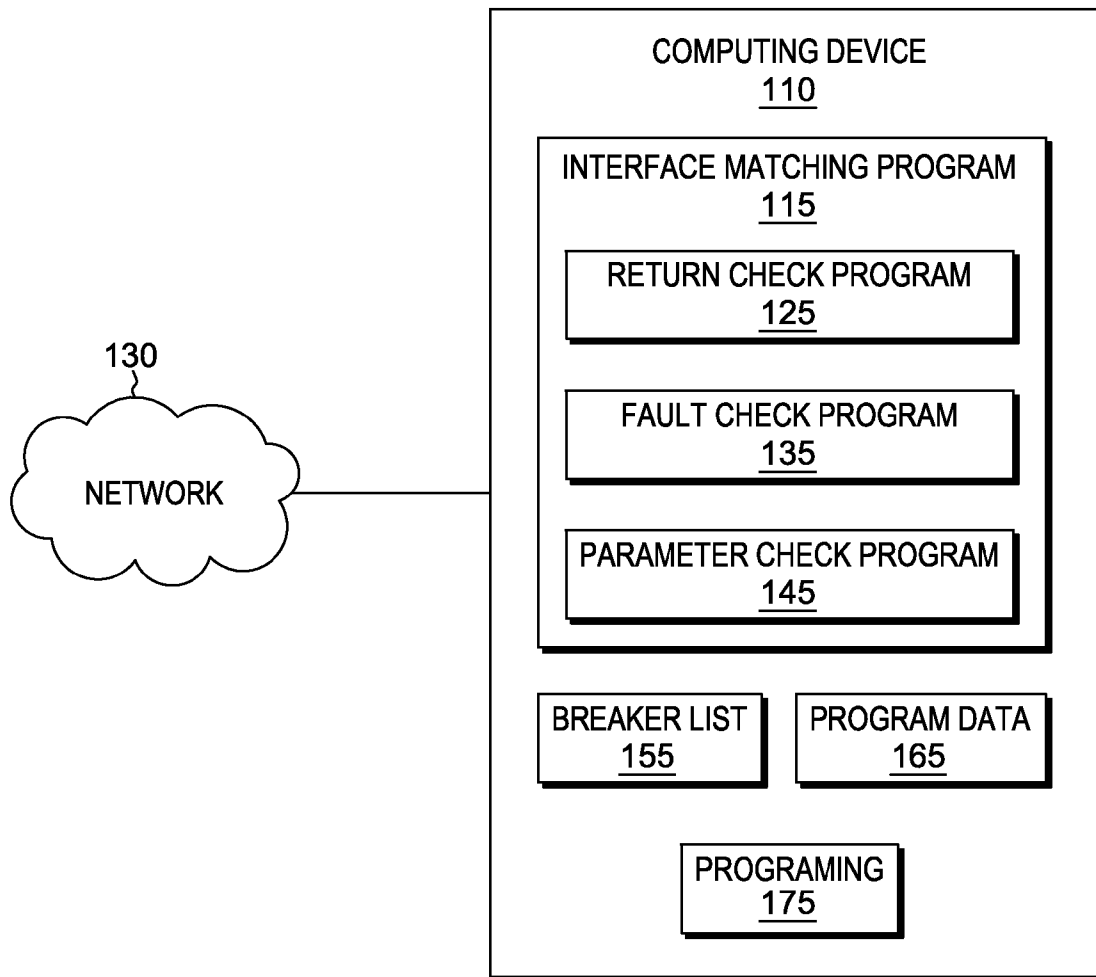 COMPUTING DEVICE
110
INTERFACE MATCHING PROGRAM
115
RETURN CHECK PROGRAM
125
FAULT CHECK PROGRAM
135
PARAMETER CHECK PROGRAM
145
130
NETWORK
BREAKER LIST
155
PROGRAM DATA
165
PROGRAMING
175